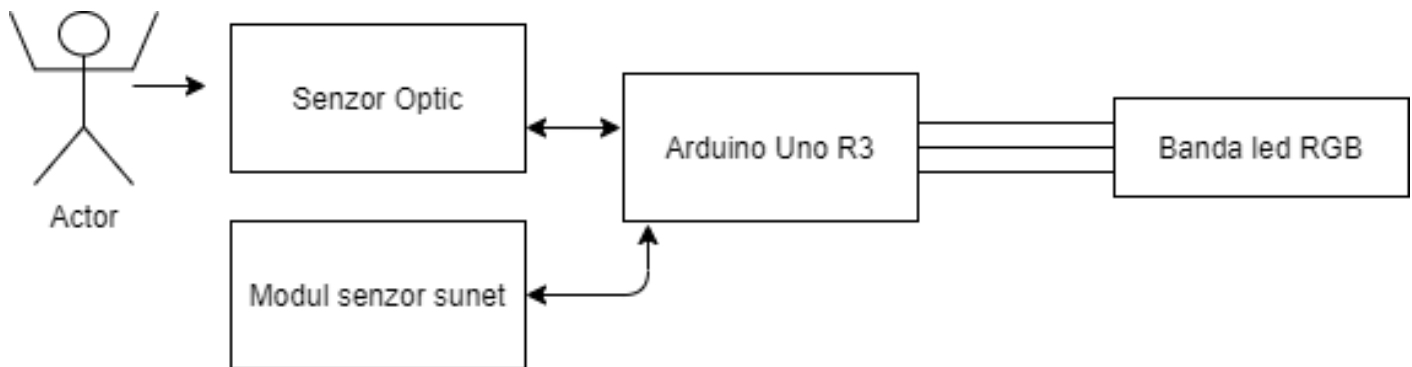 Senzor Optic
Arduino Uno R3
Banda led RGB
Actor
Modul senzor sunet